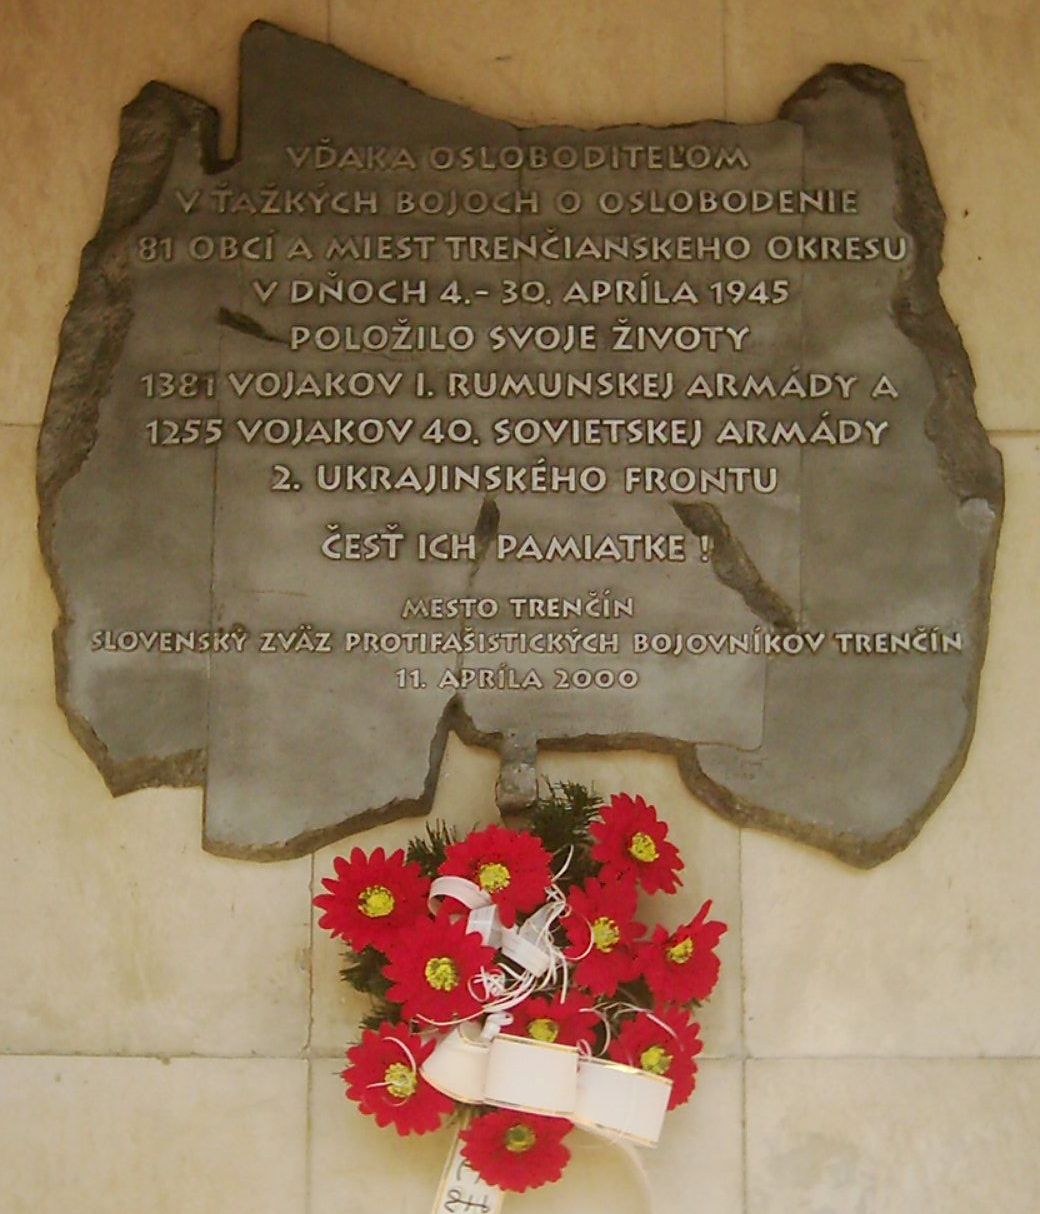 VĎAKA OSLOBODITEĽOM
V ŤAŽKÝCH BOJOCH O OSLOBODENIE
81 OBCÍ A MIEST TRENČIANSKEHO OKRESU
V DŇOCH 4.- 30. APRÍLA 1945
POLOŽILO SVOJE ŽIVOTY
1381 VOJAKOV I. RUMUNSKEJ ARMÁDY A
1255 VOJAKOV 40. SOVIETSKEJ ARMÁDY
2. UKRAJINSKÉHO FRONTU
ČESŤ ICH PAMIATKE !
MESTO TRENČÍN
SLOVENSKÝ ZVÄZ PROTIFAŠISTICKÝCH BOJOVNÍKOV TRENČÍN
11. APRÍLA 2000